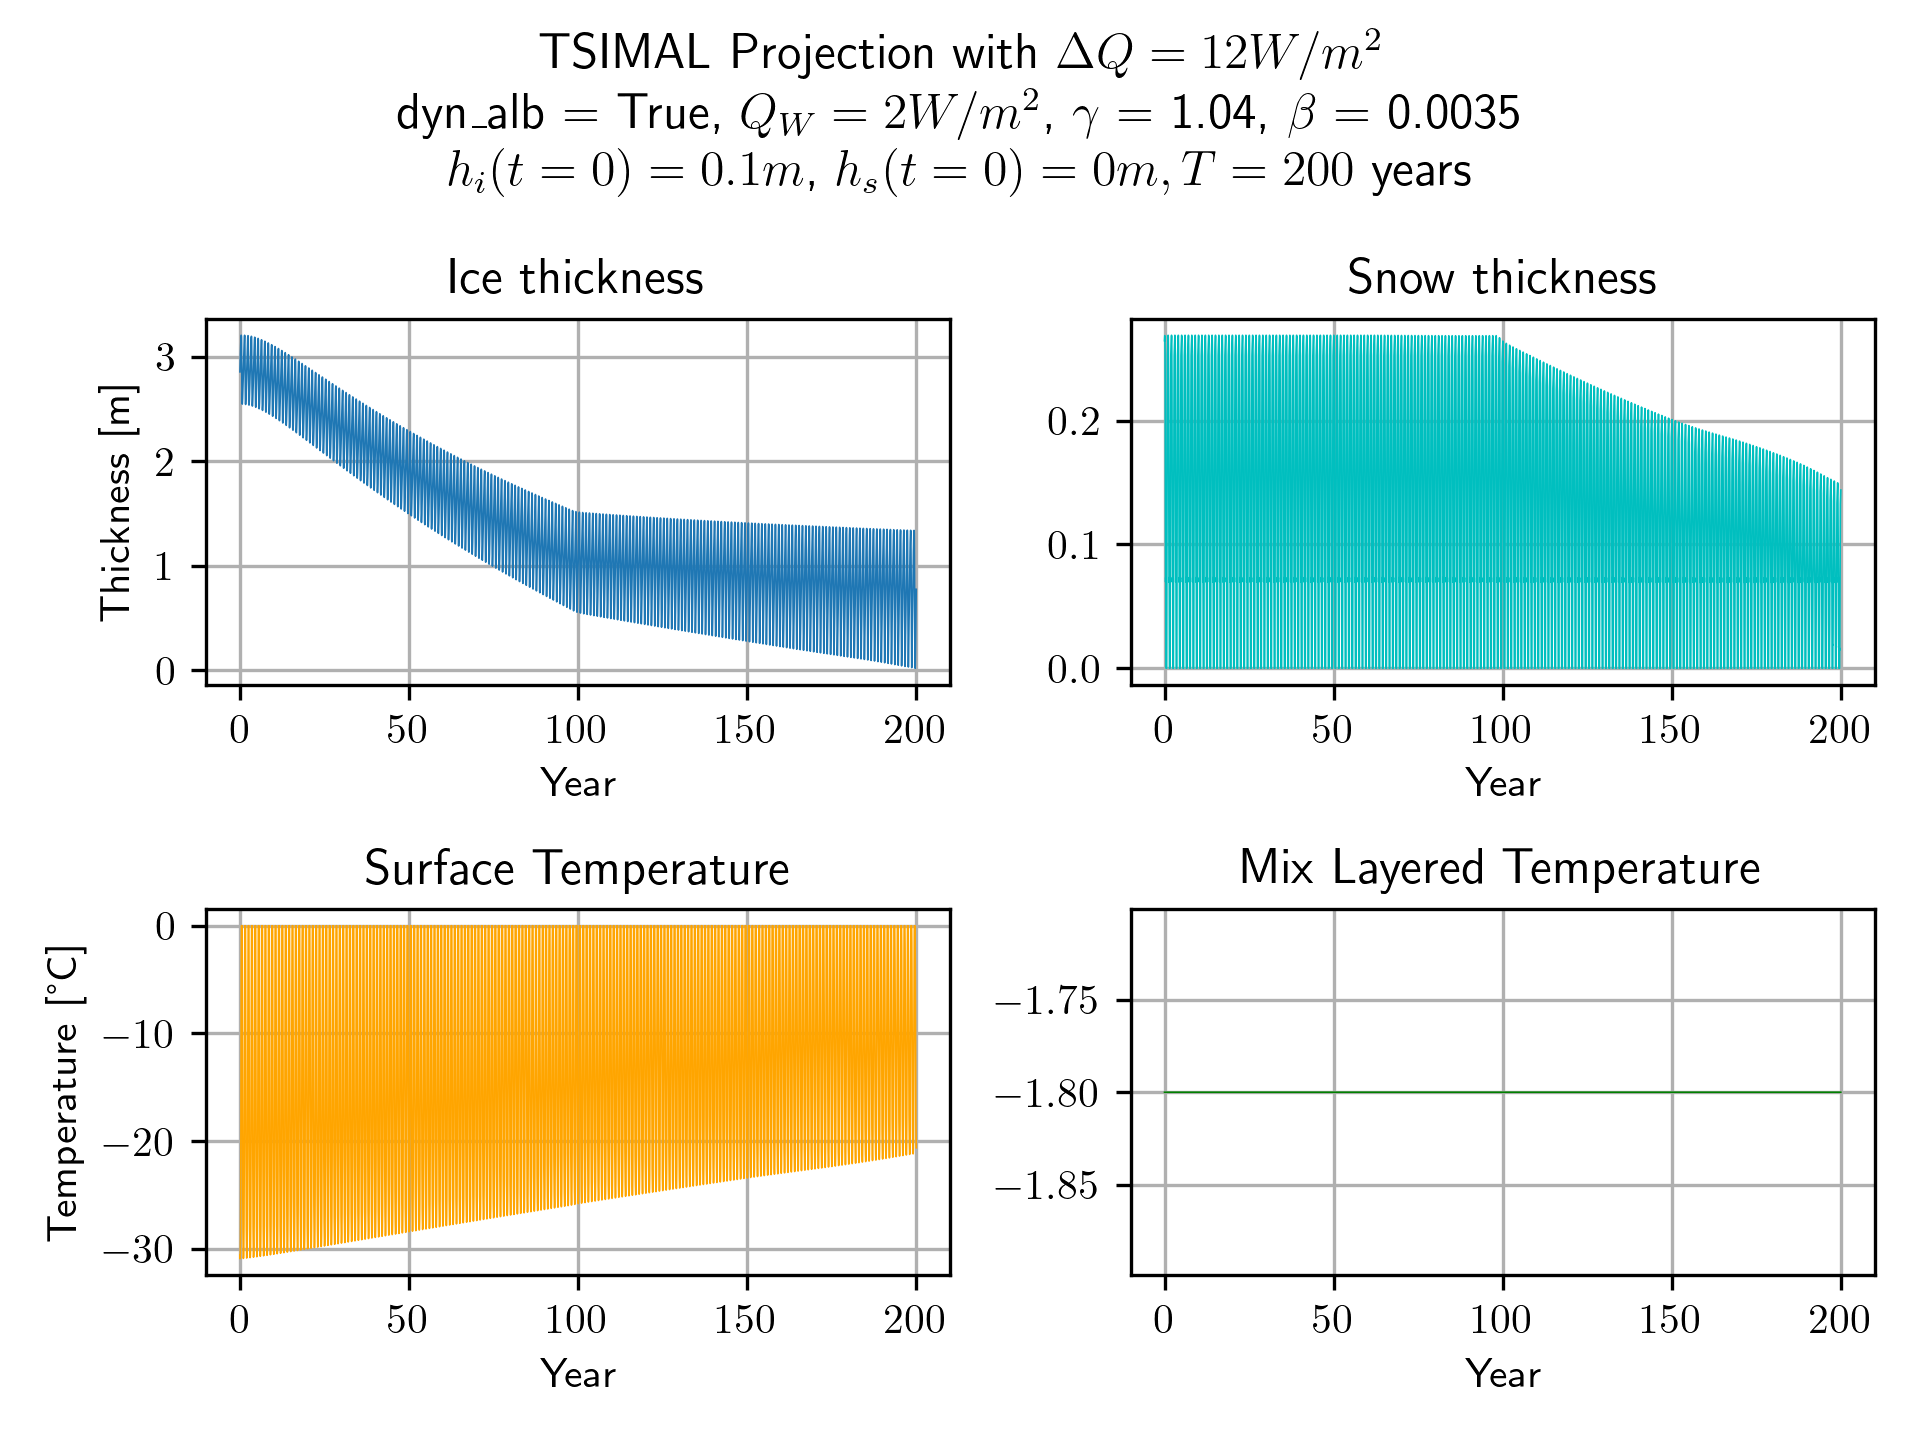 TSIMAL Projection with ΔQ = 12W/m²
dyn_alb = True, Q_W = 2W/m², γ = 1.04, β = 0.0035
h_i(t = 0) = 0.1m, h_s(t = 0) = 0m, T = 200 years
Ice thickness
Thickness [m]
3
2
1
0
0 50 100 150 200
Year
Snow thickness
0.2
0.1
0.0
0 50 100 150 200
Year
Surface Temperature
Temperature [°C]
0
−10
−20
−30
0 50 100 150 200
Year
Mix Layered Temperature
−1.75
−1.80
−1.85
0 50 100 150 200
Year